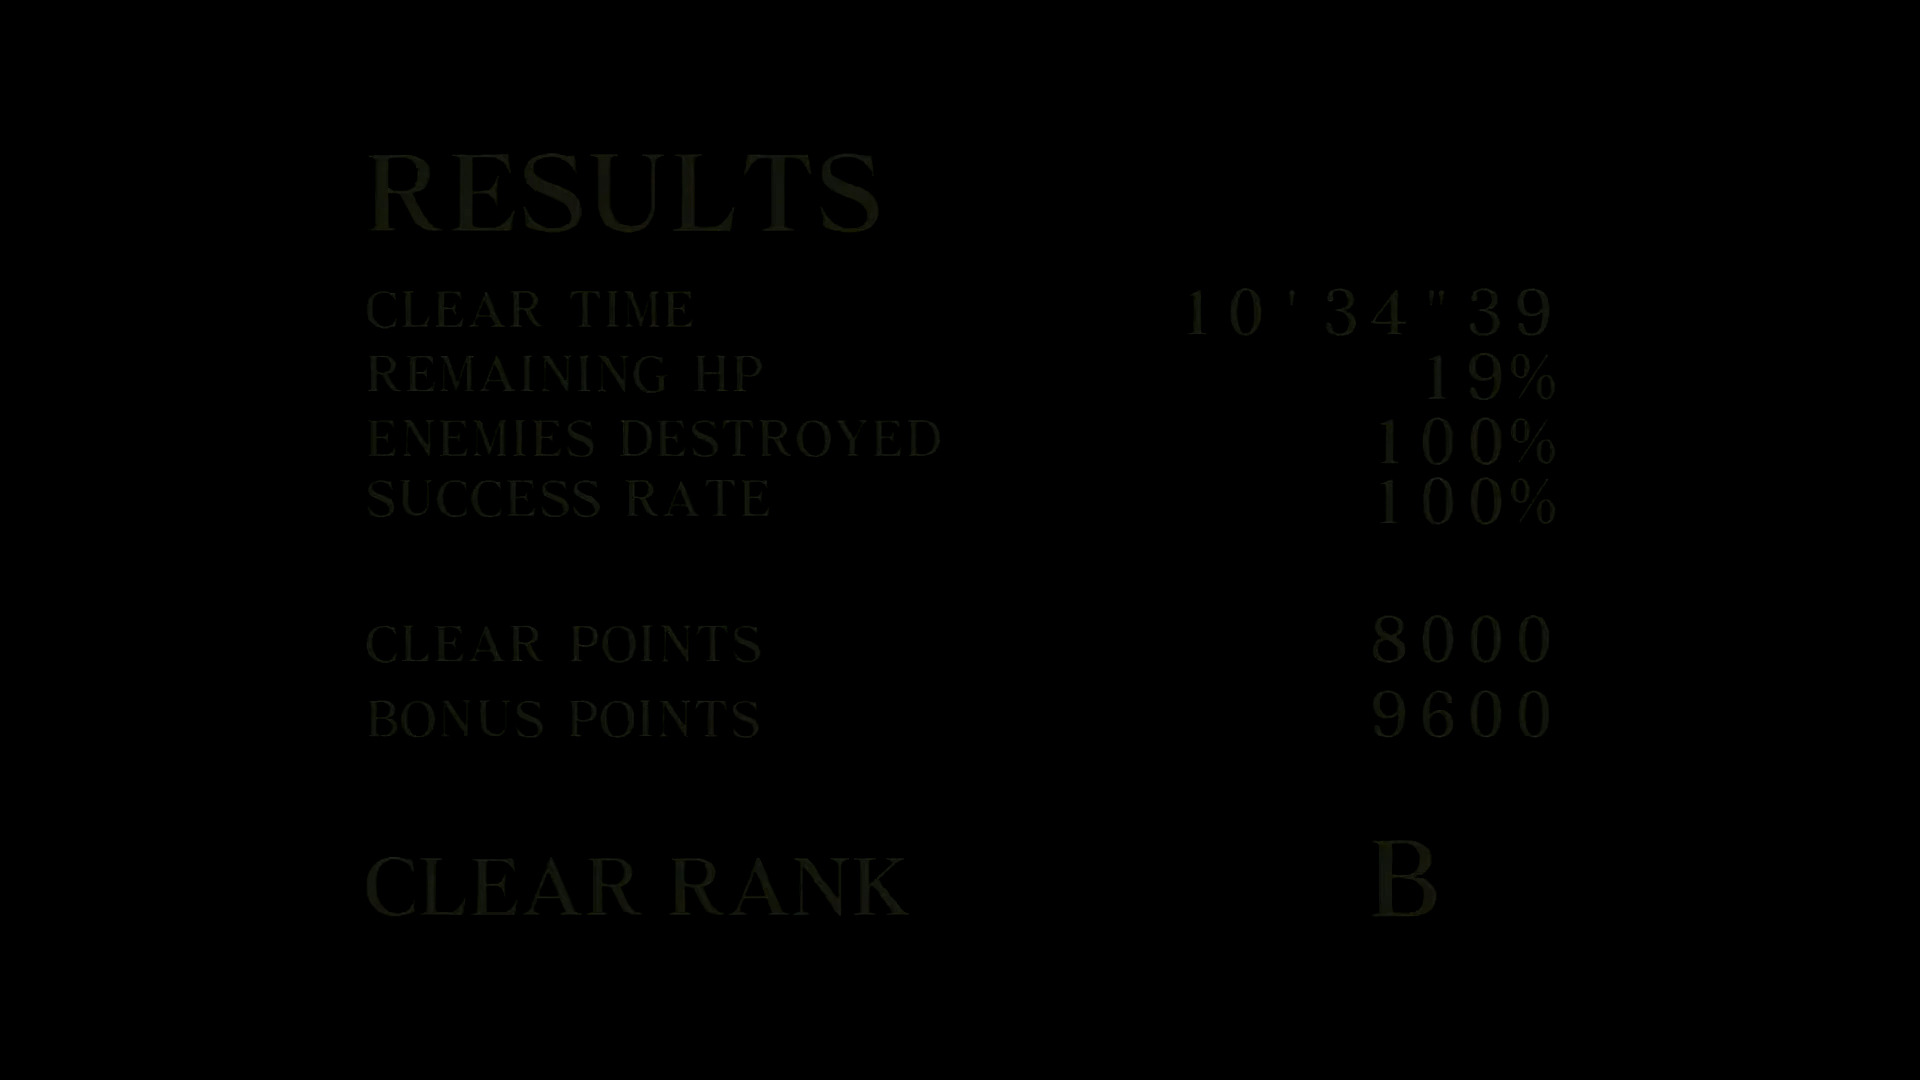 RESULTS
CLEAR TIME 10'34"39
REMAINING HP 19%
ENEMIES DESTROYED 100%
SUCCESS RATE 100%
CLEAR POINTS 8000
BONUS POINTS 9600
CLEAR RANK B